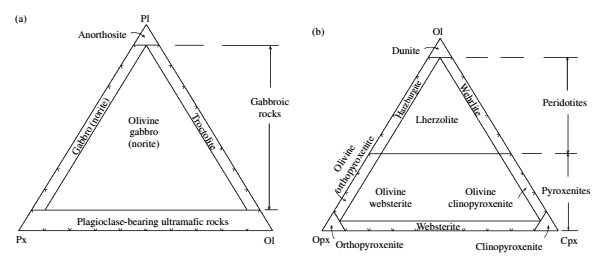 (a)
Pl
Anorthosite
Gabbro (norite)
Olivine
gabbro
(norite)
Troctolite
Gabbroic
rocks
Plagioclase-bearing ultramafic rocks
Px
Ol
(b)
Ol
Dunite
Harzburgite
Wehrlite
Lherzolite
Peridotites
Olivine
orthopyroxenite
Olivine
websterite
Olivine
clinopyroxenite
Pyroxenites
Websterite
Opx
Orthopyroxenite
Clinopyroxenite
Cpx